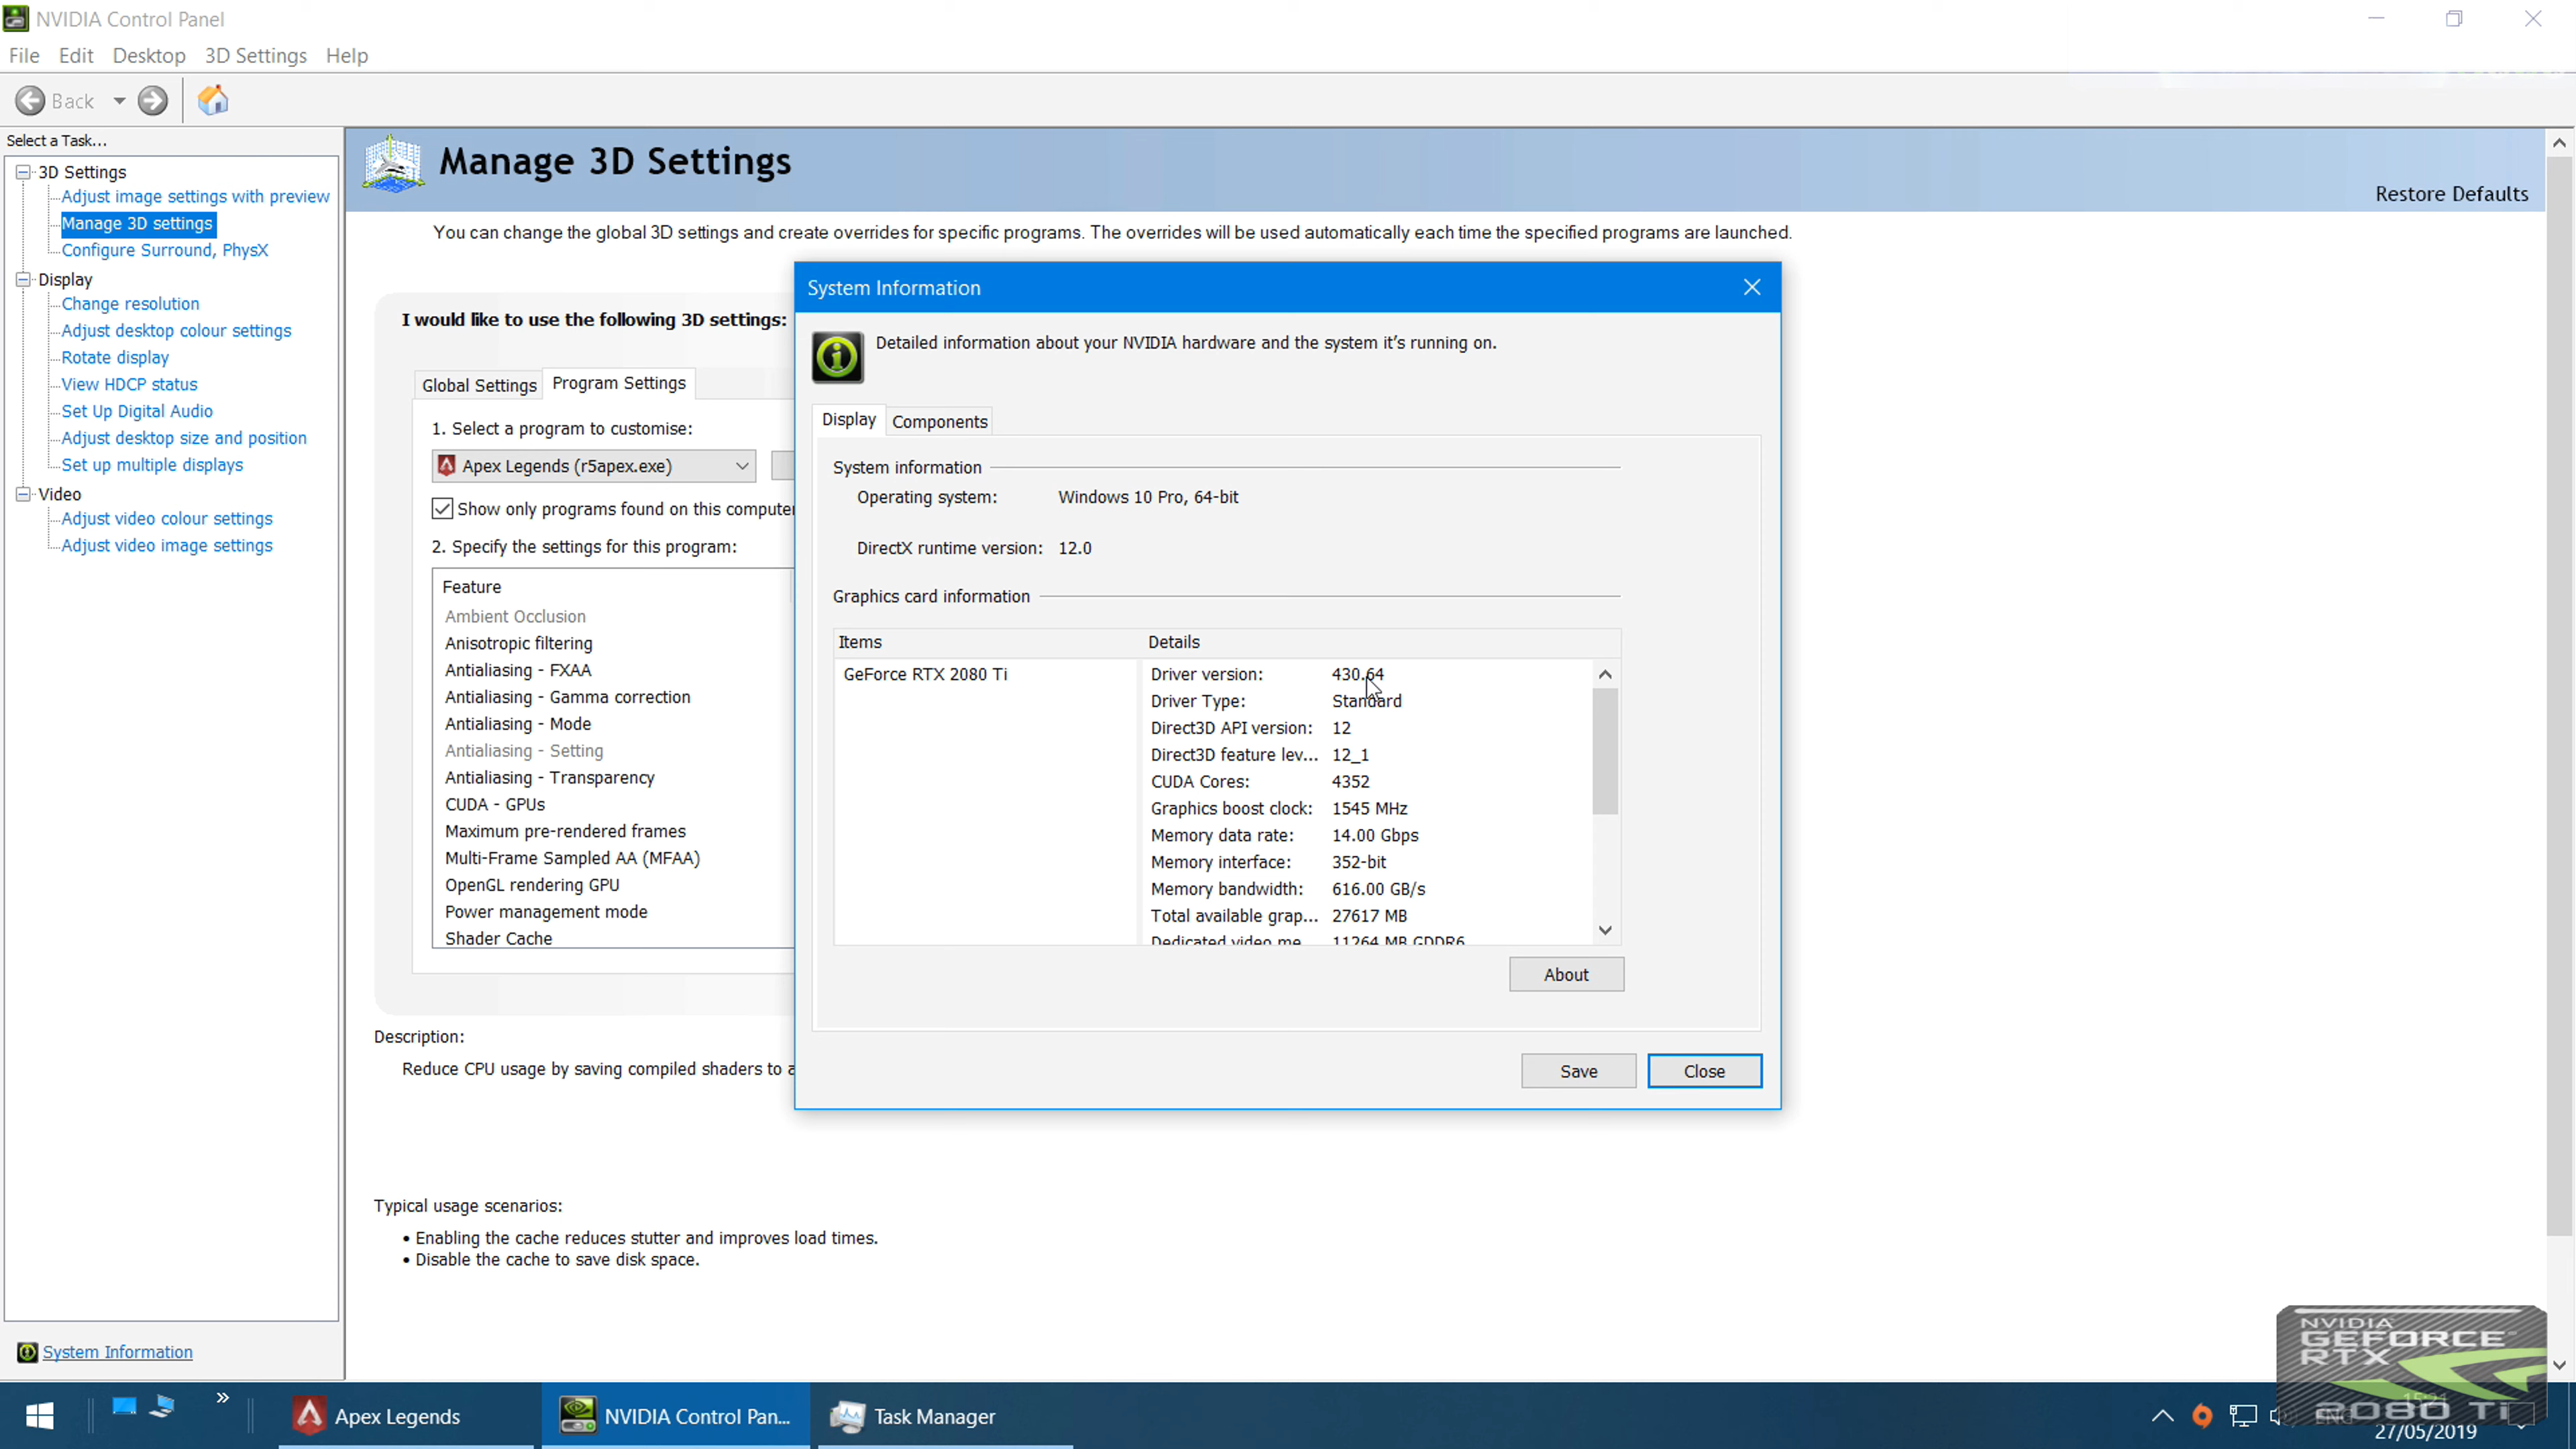 NVIDIA Control Panel
File Edit Desktop 3D Settings Help
Back
Select a Task...
3D Settings
Adjust image settings with preview
Manage 3D settings
Configure Surround, PhysX
Display
Change resolution
Adjust desktop colour settings
Rotate display
View HDCP status
Set Up Digital Audio
Adjust desktop size and position
Set up multiple displays
Video
Adjust video colour settings
Adjust video image settings
System Information
Manage 3D Settings
Restore Defaults
You can change the global 3D settings and create overrides for specific programs. The overrides will be used automatically each time the specified programs are launched.
I would like to use the following 3D settings:
Global Settings Program Settings
1. Select a program to customise:
Apex Legends (r5apex.exe)
Show only programs found on this computer
2. Specify the settings for this program:
Feature
Ambient Occlusion
Anisotropic filtering
Antialiasing - FXAA
Antialiasing - Gamma correction
Antialiasing - Mode
Antialiasing - Setting
Antialiasing - Transparency
CUDA - GPUs
Maximum pre-rendered frames
Multi-Frame Sampled AA (MFAA)
OpenGL rendering GPU
Power management mode
Shader Cache
Description:
Reduce CPU usage by saving compiled shaders to a
Typical usage scenarios:
• Enabling the cache reduces stutter and improves load times.
• Disable the cache to save disk space.
System Information
Detailed information about your NVIDIA hardware and the system it's running on.
Display Components
System information
Operating system: Windows 10 Pro, 64-bit
DirectX runtime version: 12.0
Graphics card information
Items Details
GeForce RTX 2080 Ti
Driver version: 430.64
Driver Type: Standard
Direct3D API version: 12
Direct3D feature lev... 12_1
CUDA Cores: 4352
Graphics boost clock: 1545 MHz
Memory data rate: 14.00 Gbps
Memory interface: 352-bit
Memory bandwidth: 616.00 GB/s
Total available grap... 27617 MB
Dedicated video me... 11264 MB GDDR6
About
Save Close
NVIDIA
GEFORCE
RTX
2080 Ti
Apex Legends
NVIDIA Control Pan...
Task Manager
ENG
15:21
27/05/2019